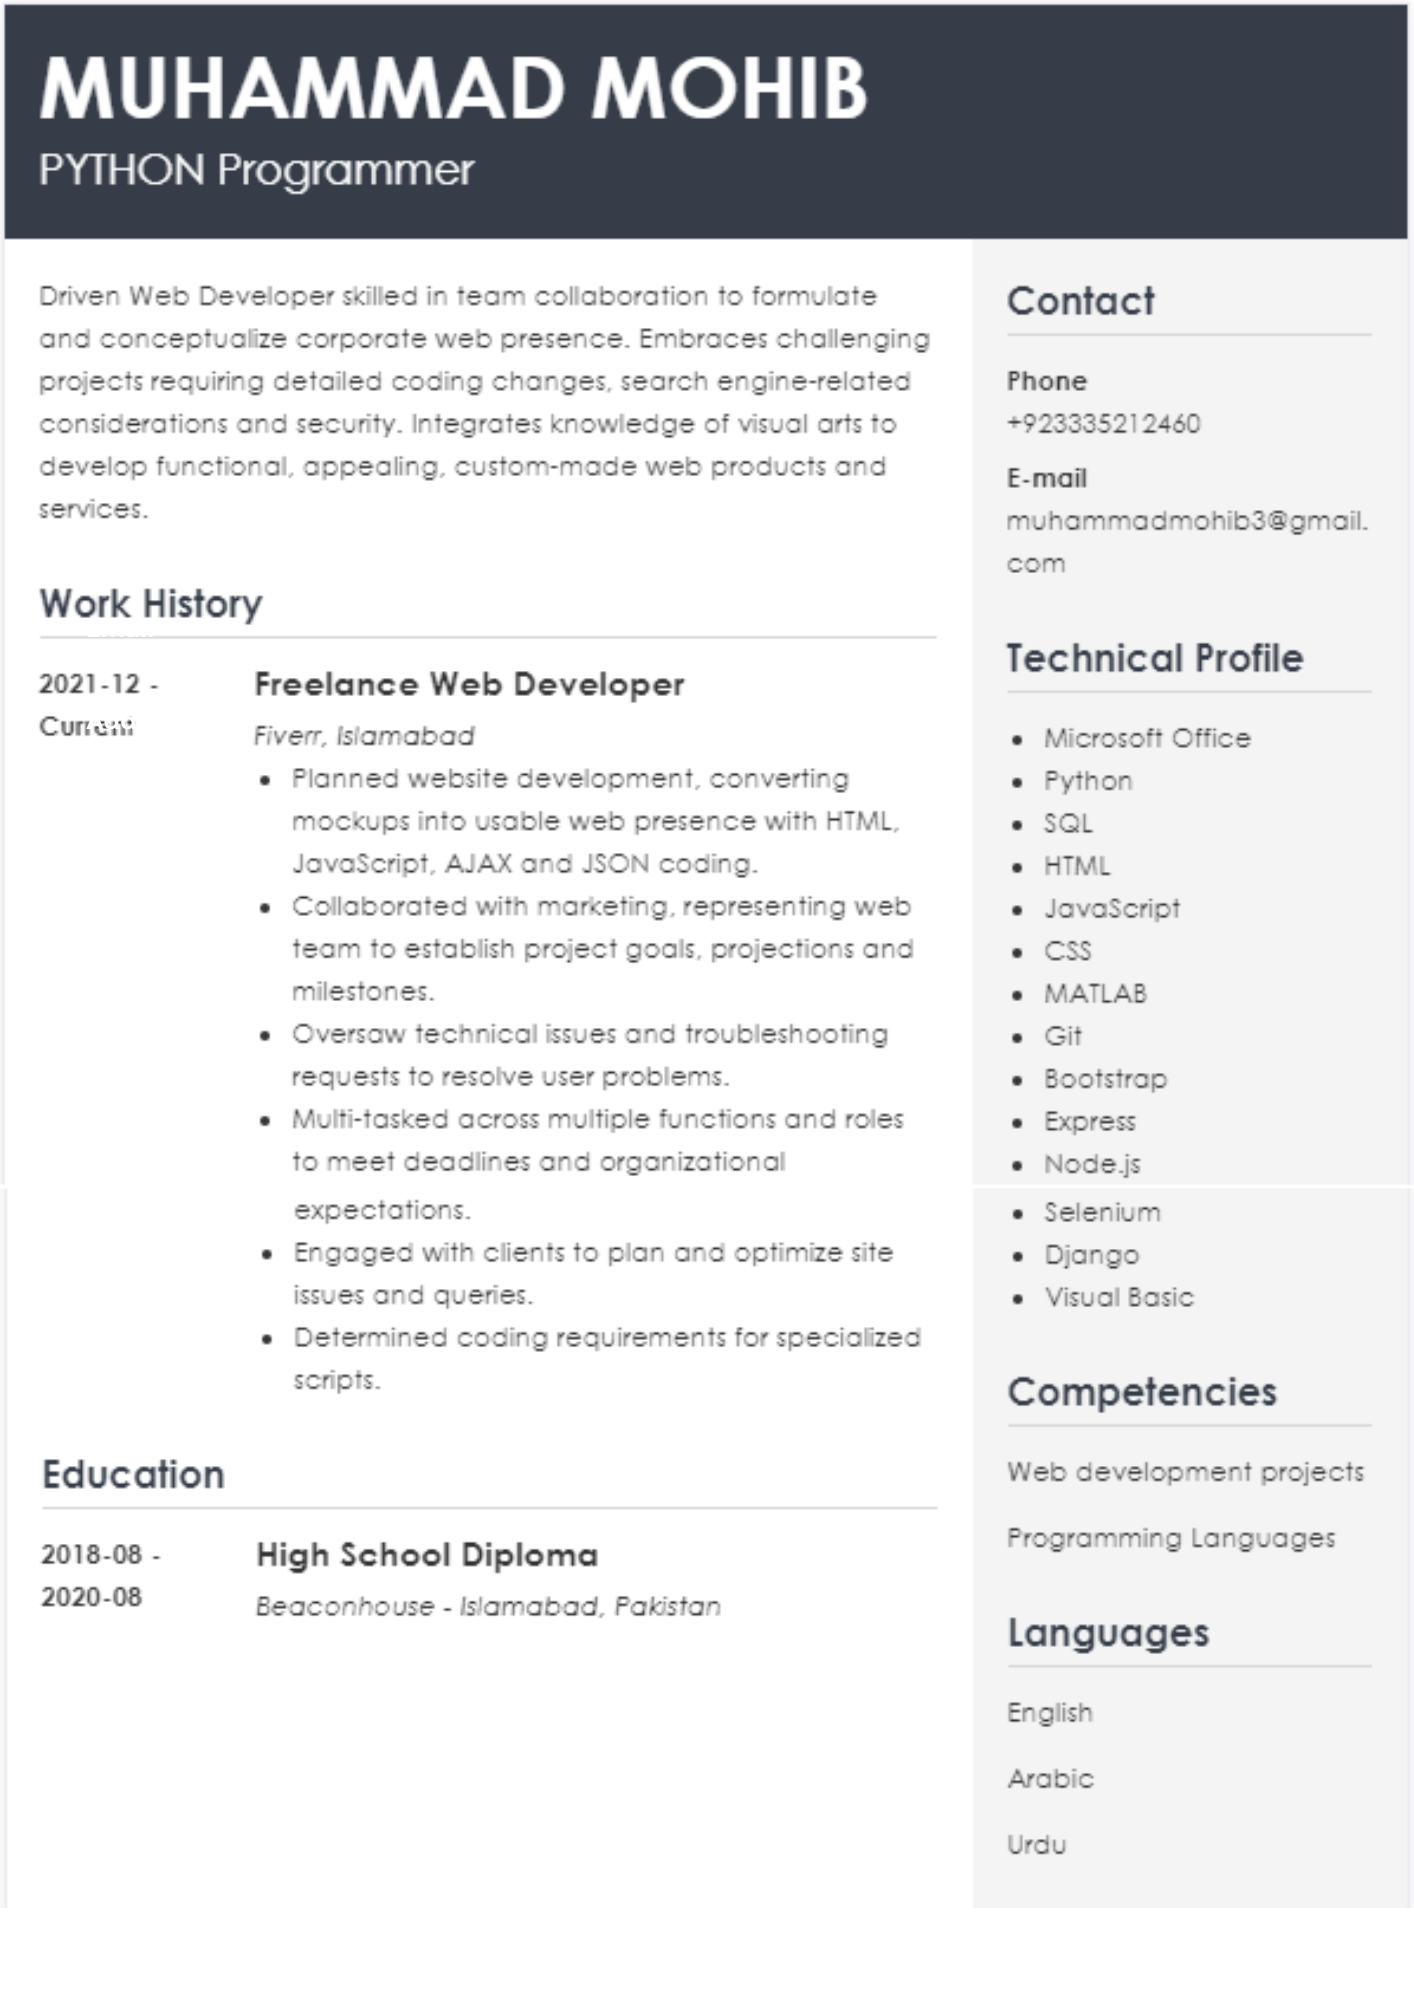 MUHAMMAD MOHIB
PYTHON Programmer
Driven Web Developer skilled in team collaboration to formulate
and conceptualize corporate web presence. Embraces challenging
projects requiring detailed coding changes, search engine-related
considerations and security. Integrates knowledge of visual arts to
develop functional, appealing, custom-made web products and
services.
Work History
2021-12 -
Current
Freelance Web Developer
Fiverr, Islamabad
• Planned website development, converting
mockups into usable web presence with HTML,
JavaScript, AJAX and JSON coding.
• Collaborated with marketing, representing web
team to establish project goals, projections and
milestones.
• Oversaw technical issues and troubleshooting
requests to resolve user problems.
• Multi-tasked across multiple functions and roles
to meet deadlines and organizational
expectations.
• Engaged with clients to plan and optimize site
issues and queries.
• Determined coding requirements for specialized
scripts.
Education
2018-08 -
2020-08
High School Diploma
Beaconhouse - Islamabad, Pakistan
Contact
Phone
+923335212460
E-mail
muhammadmohib3@gmail.
com
Technical Profile
• Microsoft Office
• Python
• SQL
• HTML
• JavaScript
• CSS
• MATLAB
• Git
• Bootstrap
• Express
• Node.js
• Selenium
• Django
• Visual Basic
Competencies
Web development projects
Programming Languages
Languages
English
Arabic
Urdu